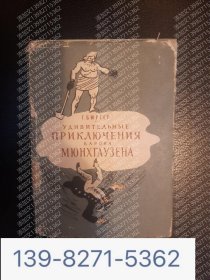 Г. БЮРГЕР
УДИВИТЕЛЬНЫЕ
ПРИКЛЮЧЕНИЯ
БАРОНА
МЮНХГАУЗЕНА
139-8271-5362